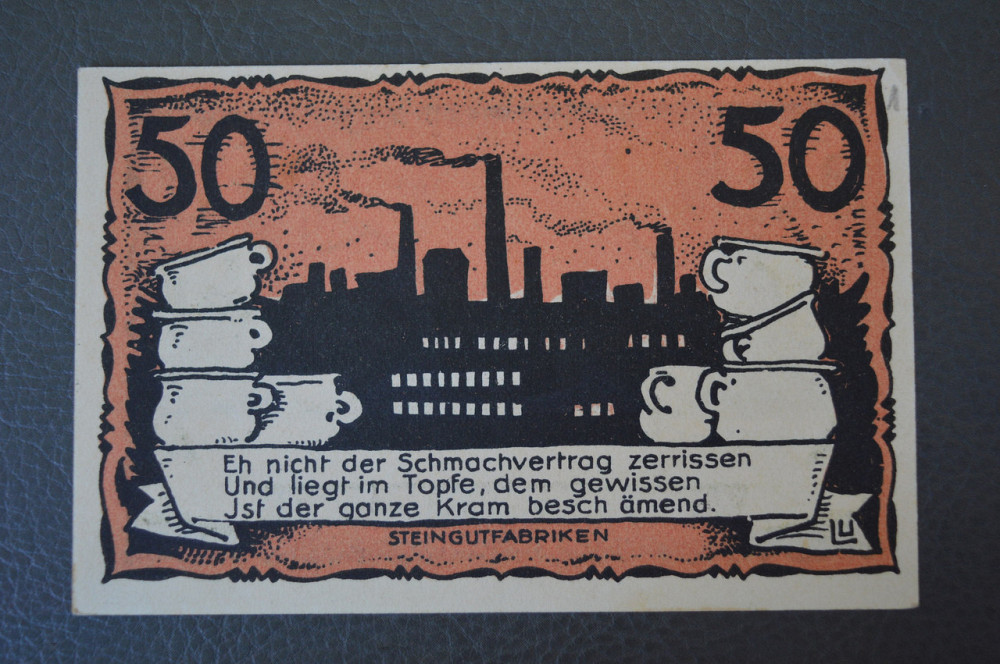 50 50
Eh nicht der Schmachvertrag zerrissen
Und liegt im Topfe, dem gewissen
Jst der ganze Kram besch ämend.
STEINGUTFABRIKEN